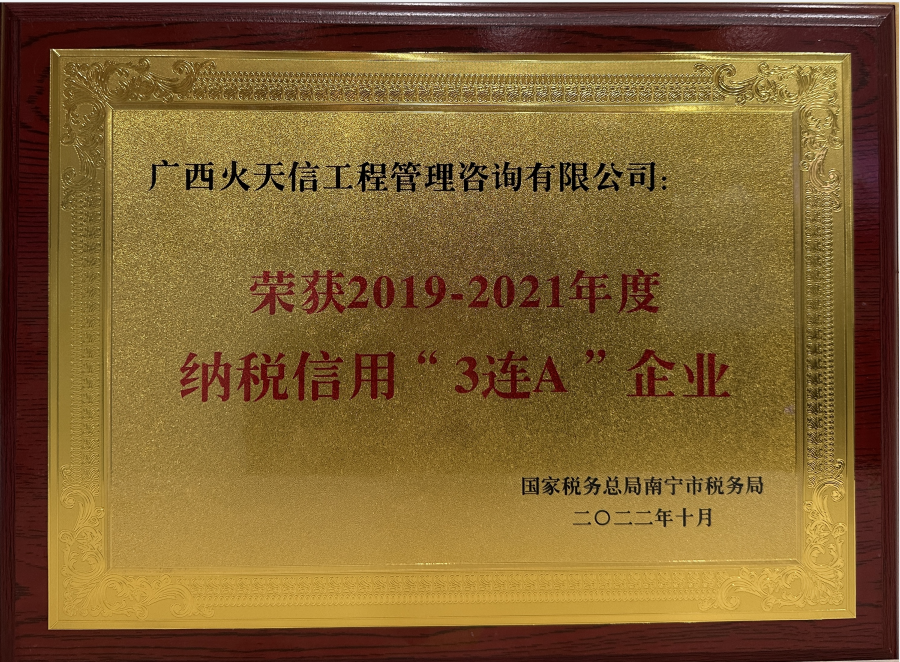 广西火天信工程管理咨询有限公司：
荣获2019-2021年度
纳税信用“3连A”企业
国家税务总局南宁市税务局
二〇二二年十月